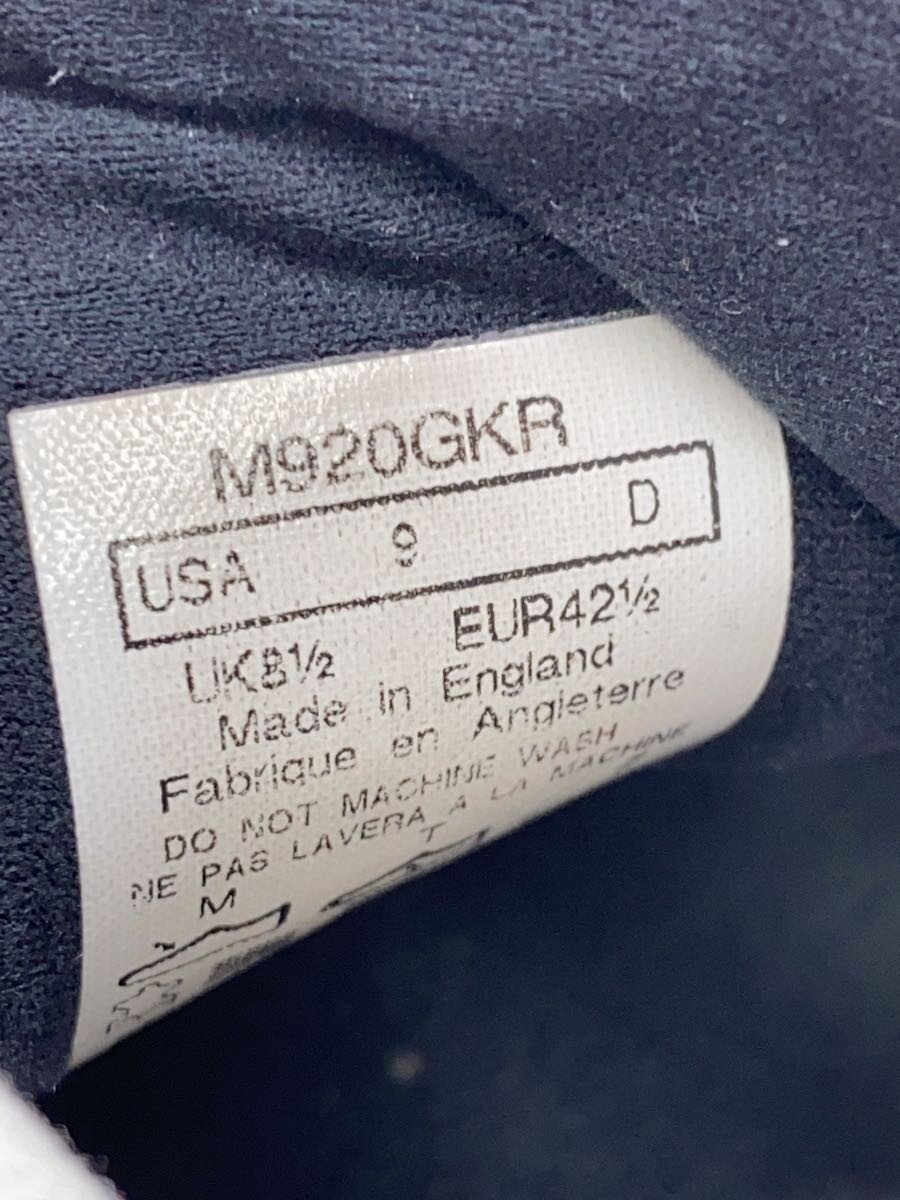 M920GKR
USA 9 D
UK8½ EUR42½
Made in England
Fabrique en Angleterre
DO NOT MACHINE WASH
NE PAS LAVERA A LA MACHINE
M T